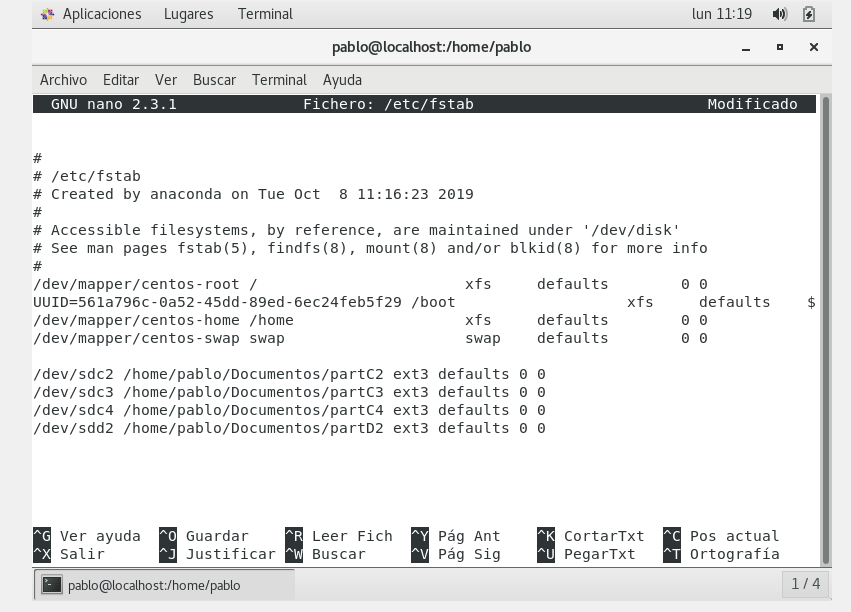 Aplicaciones Lugares Terminal lun 11:19
pablo@localhost:/home/pablo
Archivo Editar Ver Buscar Terminal Ayuda
GNU nano 2.3.1 Fichero: /etc/fstab Modificado
#
# /etc/fstab
# Created by anaconda on Tue Oct  8 11:16:23 2019
#
# Accessible filesystems, by reference, are maintained under '/dev/disk'
# See man pages fstab(5), findfs(8), mount(8) and/or blkid(8) for more info
#
/dev/mapper/centos-root /                       xfs     defaults        0 0
UUID=561a796c-0a52-45dd-89ed-6ec24feb5f29 /boot                   xfs     defaults    $
/dev/mapper/centos-home /home                   xfs     defaults        0 0
/dev/mapper/centos-swap swap                    swap    defaults        0 0
/dev/sdc2 /home/pablo/Documentos/partC2 ext3 defaults 0 0
/dev/sdc3 /home/pablo/Documentos/partC3 ext3 defaults 0 0
/dev/sdc4 /home/pablo/Documentos/partC4 ext3 defaults 0 0
/dev/sdd2 /home/pablo/Documentos/partD2 ext3 defaults 0 0
^G Ver ayuda ^O Guardar ^R Leer Fich ^Y Pág Ant ^K CortarTxt ^C Pos actual
^X Salir ^J Justificar ^W Buscar ^V Pág Sig ^U PegarTxt ^T Ortografía
pablo@localhost:/home/pablo 1 / 4